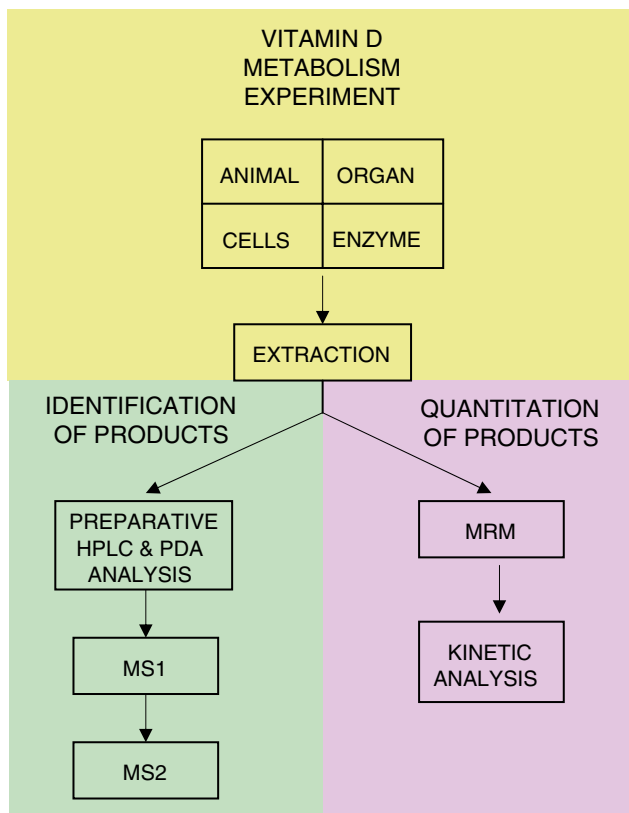 VITAMIN D
METABOLISM
EXPERIMENT
ANIMAL ORGAN
CELLS ENZYME
EXTRACTION
IDENTIFICATION
OF PRODUCTS
PREPARATIVE
HPLC & PDA
ANALYSIS
MS1
MS2
QUANTITATION
OF PRODUCTS
MRM
KINETIC
ANALYSIS